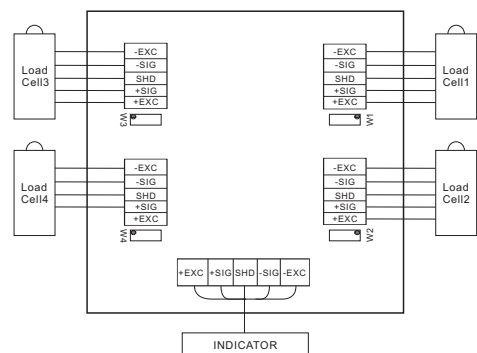 Load
Cell3
-EXC
-SIG
SHD
+SIG
+EXC
W3
-EXC
-SIG
SHD
+SIG
+EXC
W1
Load
Cell1
Load
Cell4
-EXC
-SIG
SHD
+SIG
+EXC
W4
-EXC
-SIG
SHD
+SIG
+EXC
W2
Load
Cell2
+EXC +SIG SHD -SIG -EXC
INDICATOR